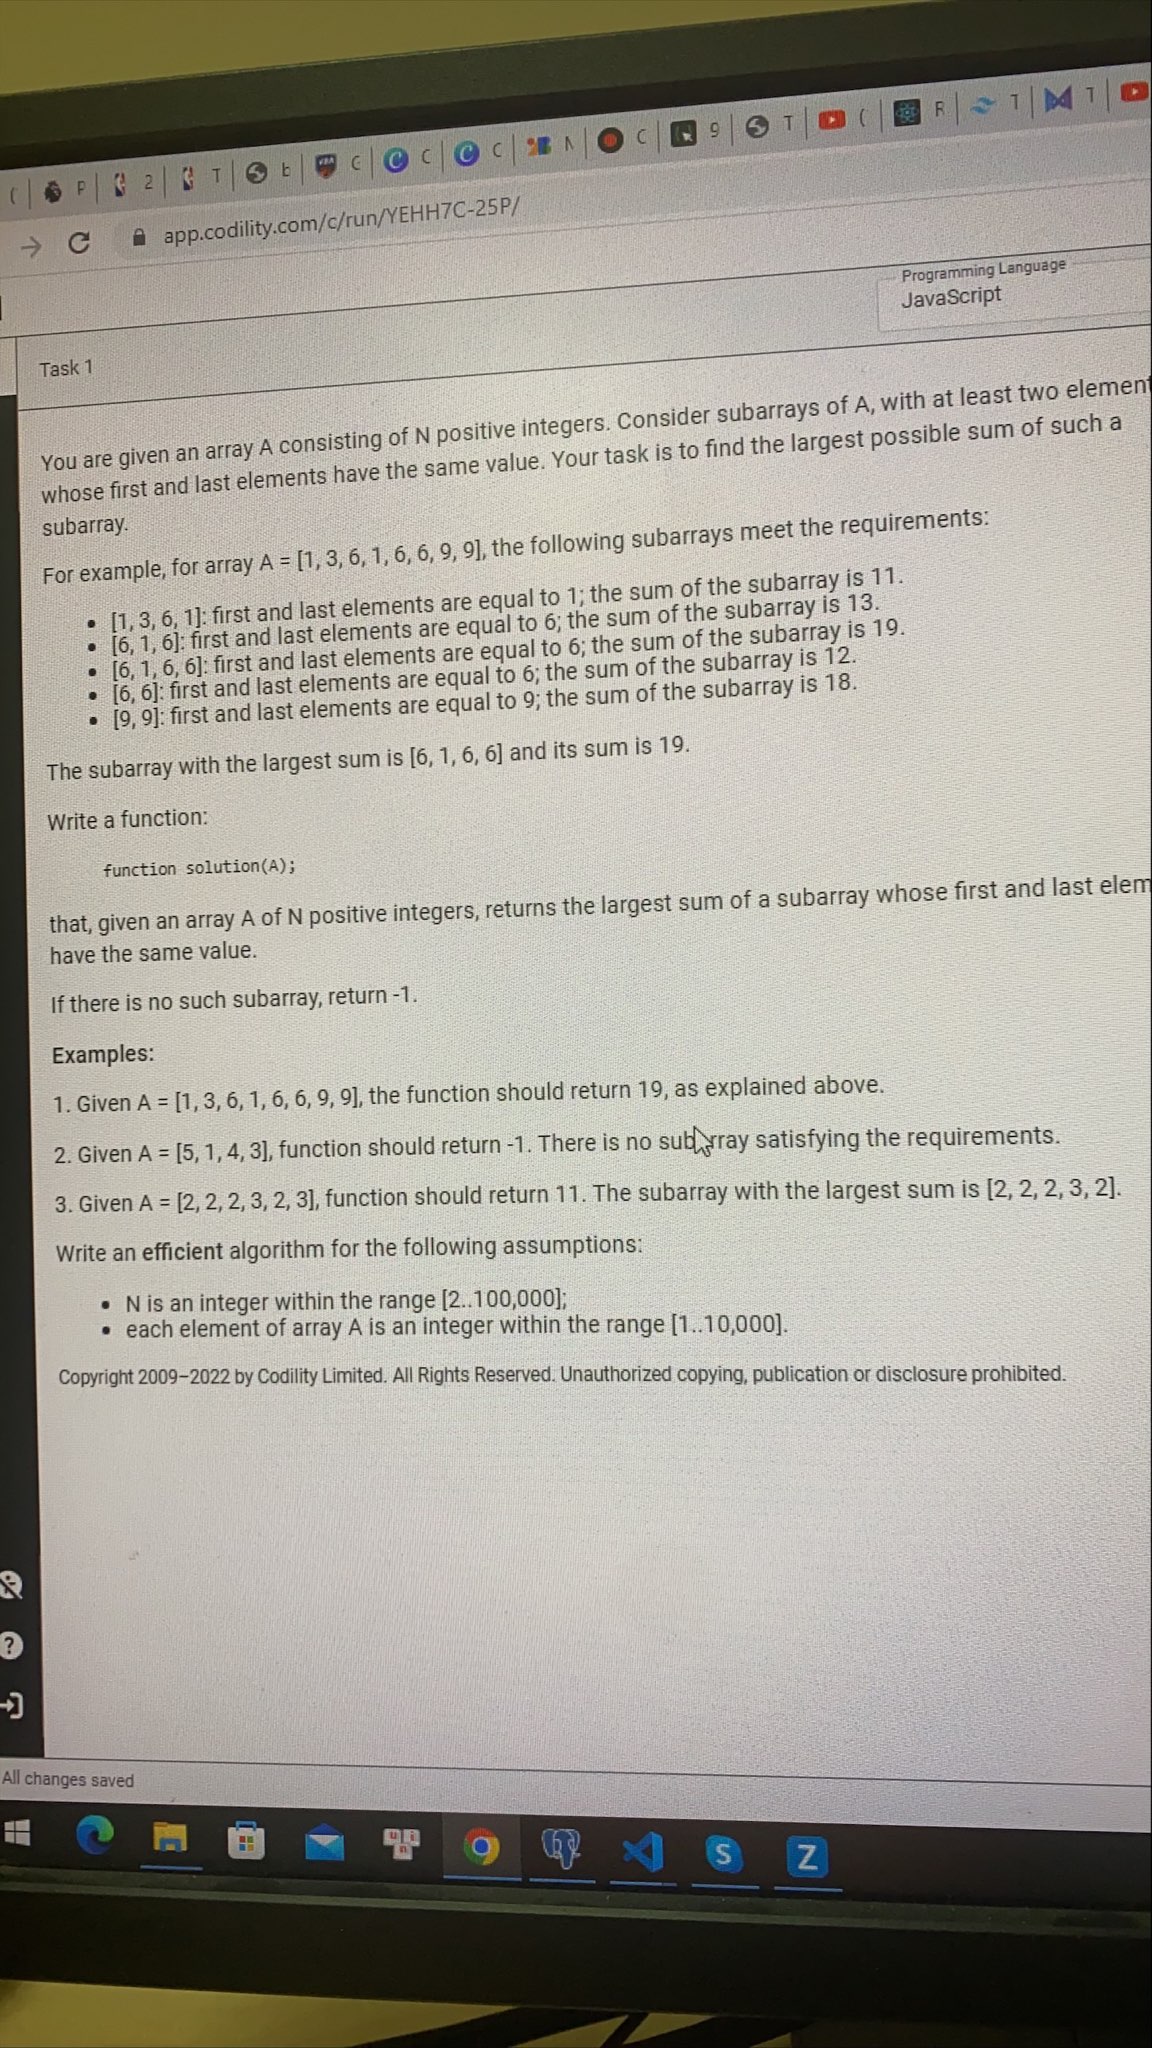 ( P 2 T t C C C N C 9 T ( R T T
app.codility.com/c/run/YEHH7C-25P/
Programming Language
JavaScript
Task 1
You are given an array A consisting of N positive integers. Consider subarrays of A, with at least two element
whose first and last elements have the same value. Your task is to find the largest possible sum of such a
subarray.
For example, for array A = [1, 3, 6, 1, 6, 6, 9, 9], the following subarrays meet the requirements:
• [1, 3, 6, 1]: first and last elements are equal to 1; the sum of the subarray is 11.
• [6, 1, 6]: first and last elements are equal to 6; the sum of the subarray is 13.
• [6, 1, 6, 6]: first and last elements are equal to 6; the sum of the subarray is 19.
• [6, 6]: first and last elements are equal to 6; the sum of the subarray is 12.
• [9, 9]: first and last elements are equal to 9; the sum of the subarray is 18.
The subarray with the largest sum is [6, 1, 6, 6] and its sum is 19.
Write a function:
function solution(A);
that, given an array A of N positive integers, returns the largest sum of a subarray whose first and last elem
have the same value.
If there is no such subarray, return -1.
Examples:
1. Given A = [1, 3, 6, 1, 6, 6, 9, 9], the function should return 19, as explained above.
2. Given A = [5, 1, 4, 3], function should return -1. There is no subarray satisfying the requirements.
3. Given A = [2, 2, 2, 3, 2, 3], function should return 11. The subarray with the largest sum is [2, 2, 2, 3, 2].
Write an efficient algorithm for the following assumptions:
• N is an integer within the range [2..100,000];
• each element of array A is an integer within the range [1..10,000].
Copyright 2009–2022 by Codility Limited. All Rights Reserved. Unauthorized copying, publication or disclosure prohibited.
All changes saved